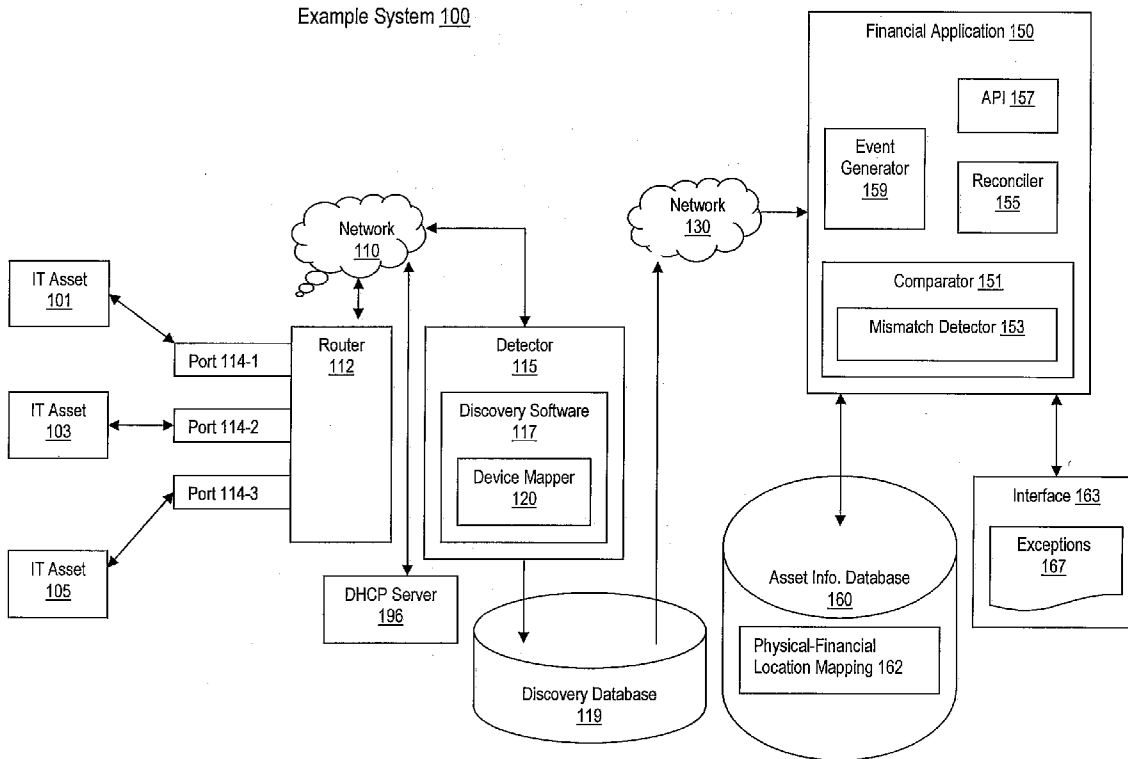 Example System 100
Financial Application 150
API 157
Event
Generator
159
Reconciler
155
Network
130
Network
110
Comparator 151
Mismatch Detector 153
IT Asset
101
Router
112
Detector
115
Port 114-1
IT Asset
103
Port 114-2
Discovery Software
117
Device Mapper
120
Port 114-3
IT Asset
105
Interface 163
Exceptions
167
DHCP Server
196
Asset Info. Database
160
Physical-Financial
Location Mapping 162
Discovery Database
119